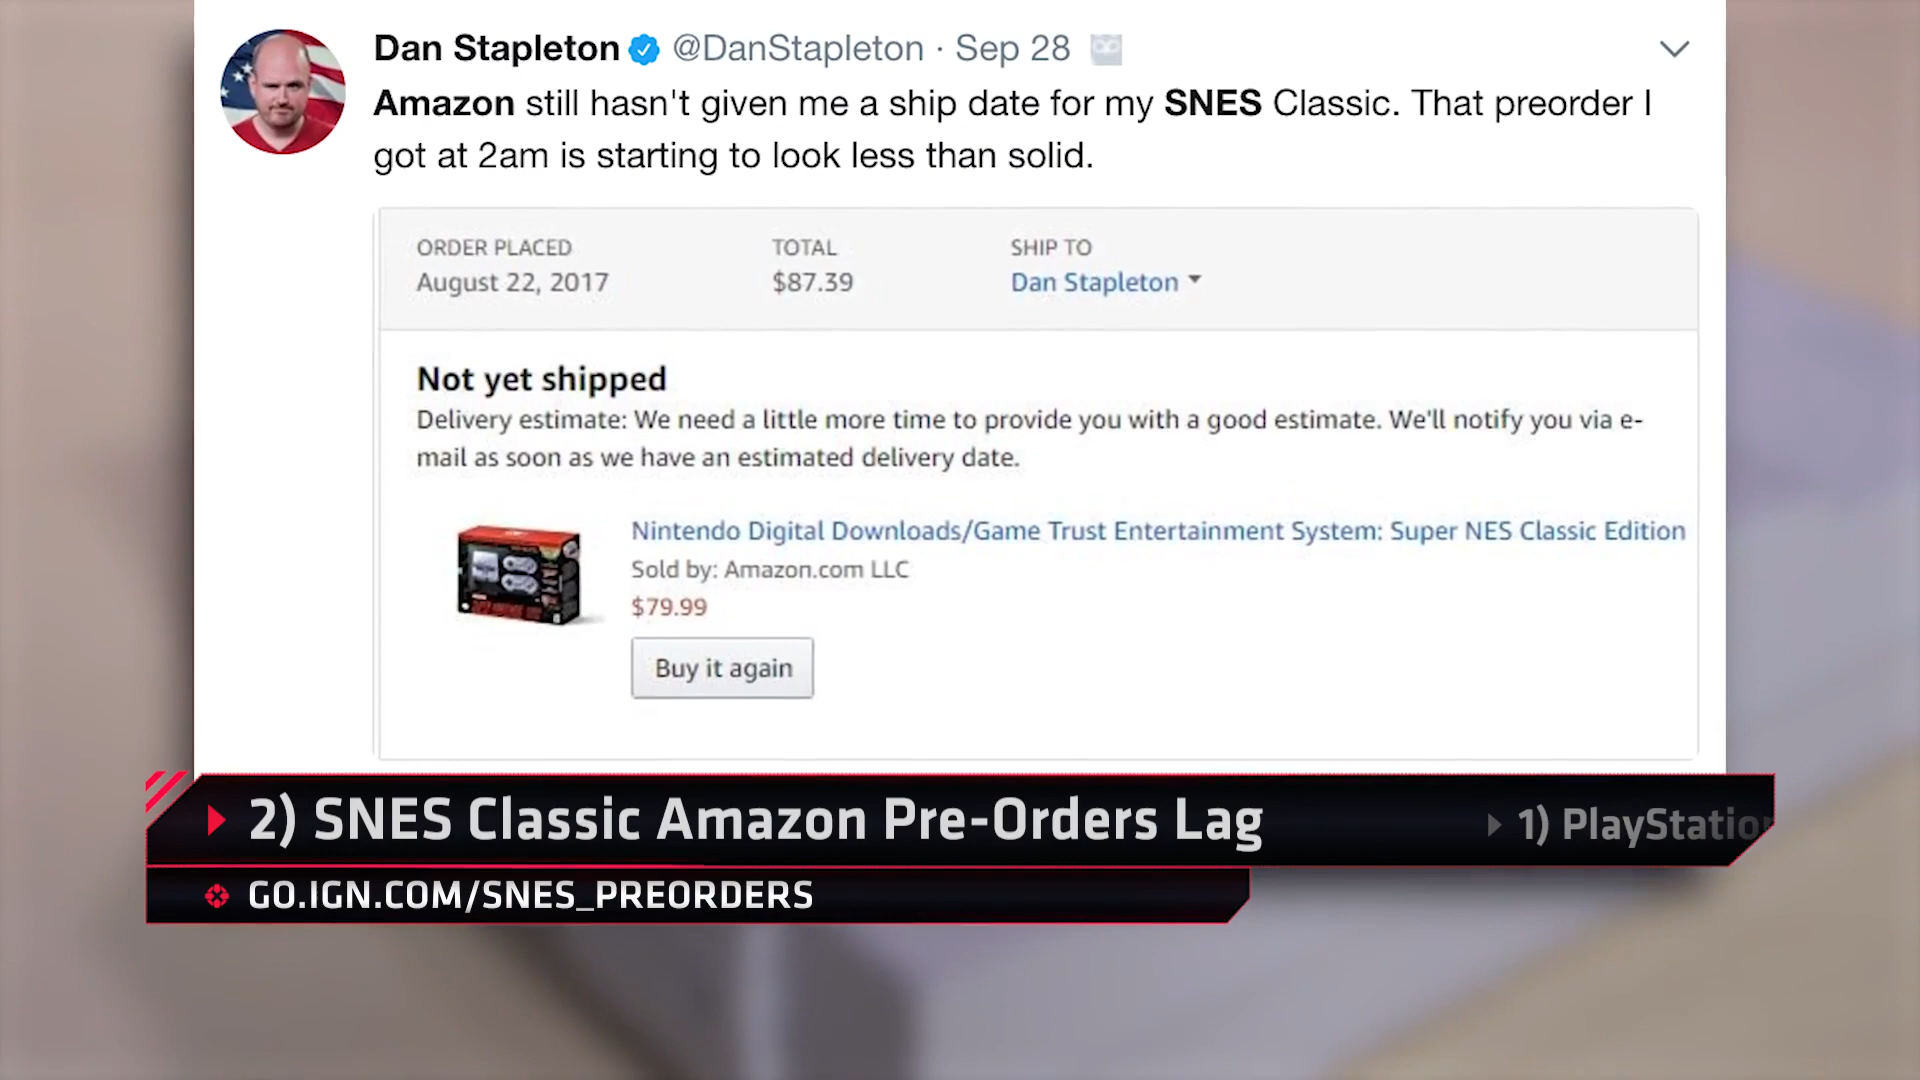 Dan Stapleton @DanStapleton · Sep 28
Amazon still hasn't given me a ship date for my SNES Classic. That preorder I
got at 2am is starting to look less than solid.
ORDER PLACED TOTAL SHIP TO
August 22, 2017 $87.39 Dan Stapleton
Not yet shipped
Delivery estimate: We need a little more time to provide you with a good estimate. We'll notify you via e-
mail as soon as we have an estimated delivery date.
Nintendo Digital Downloads/Game Trust Entertainment System: Super NES Classic Edition
Sold by: Amazon.com LLC
$79.99
Buy it again
2) SNES Classic Amazon Pre-Orders Lag 1) PlayStatio
GO.IGN.COM/SNES_PREORDERS